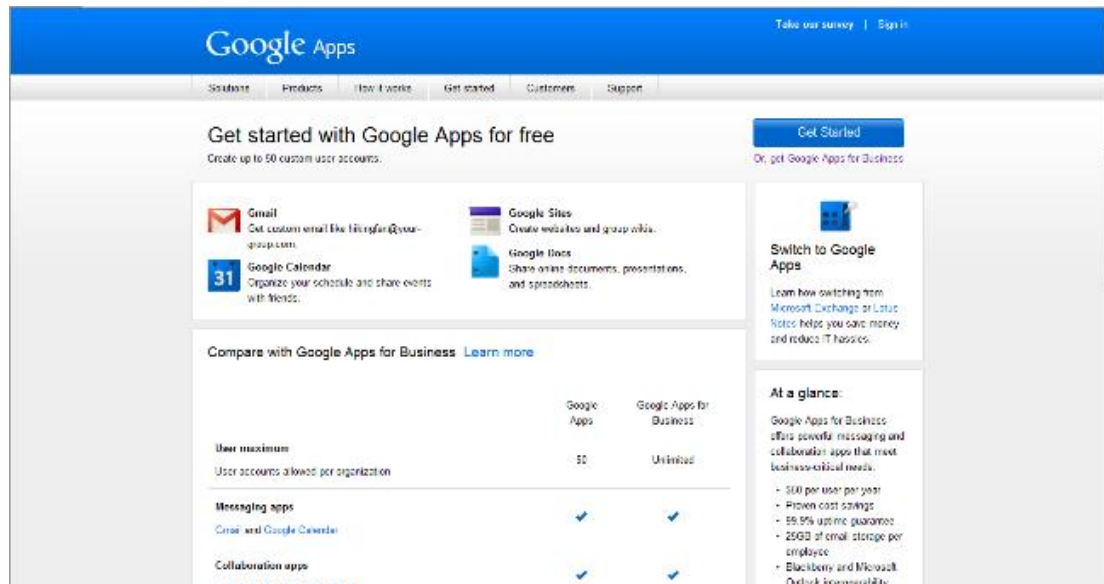 Take our survey | Sign in
Google Apps
Solutions Products How it works Get started Customers Support
Get started with Google Apps for free
Create up to 50 custom user accounts.
Get Started
Or, get Google Apps for Business
Gmail
Get custom email like hikingfan@your-
group.com.
31
Google Calendar
Organize your schedule and share events
with friends.
Google Sites
Create websites and group wikis.
Google Docs
Share online documents, presentations,
and spreadsheets.
Switch to Google
Apps
Learn how switching from
Microsoft Exchange or Lotus
Notes helps you save money
and reduce IT hassles.
Compare with Google Apps for Business Learn more
Google
Apps
Google Apps for
Business
User maximum
User accounts allowed per organization
50 Unlimited
Messaging apps
Gmail and Google Calendar
Collaboration apps
At a glance:
Google Apps for Business
offers powerful messaging and
collaboration apps that meet
business-critical needs.
- $50 per user per year
- Proven cost savings
- 99.9% uptime guarantee
- 25GB of email storage per
employee
- Blackberry and Microsoft
Outlook interoperability